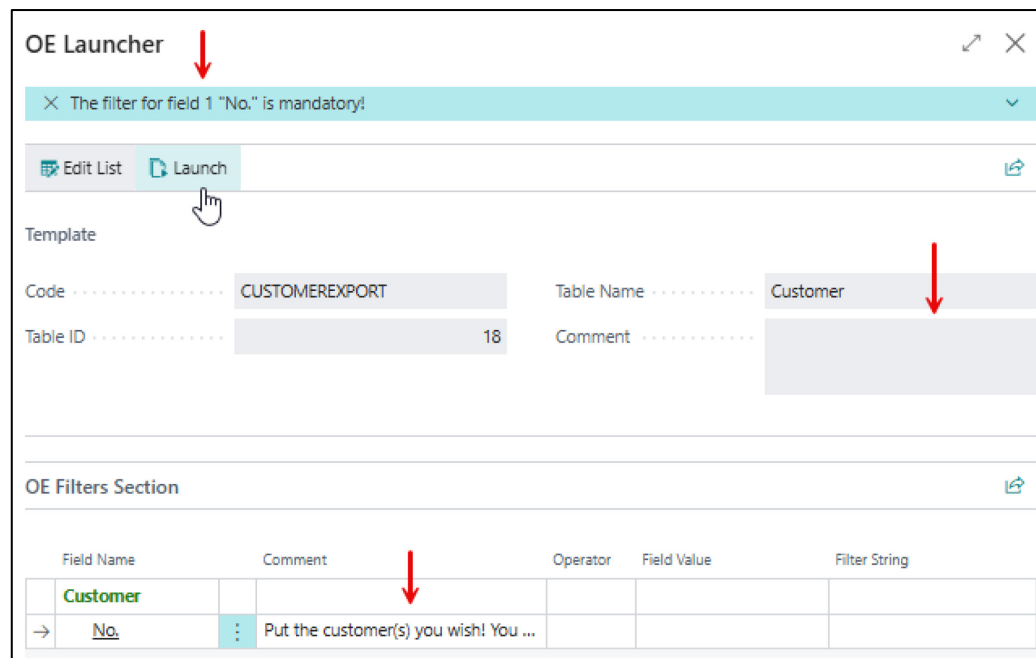 OE Launcher
The filter for field 1 "No." is mandatory!
Edit List Launch
Template
Code CUSTOMEREXPORT Table Name Customer
Table ID 18 Comment
OE Filters Section
Field Name Comment Operator Field Value Filter String
Customer
No. Put the customer(s) you wish! You ...